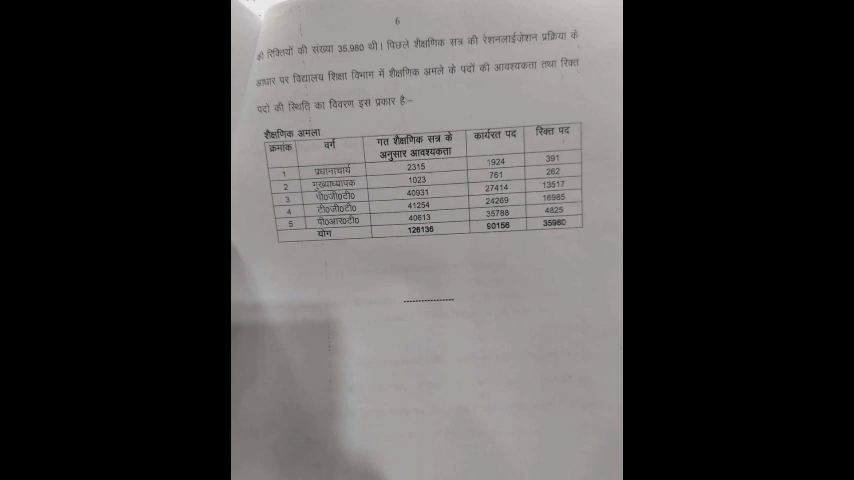 6
की रिक्तियों की संख्या 35,980 थी। पिछले शैक्षणिक सत्र की रेशनलाईजेशन प्रक्रिया के
आधार पर विद्यालय शिक्षा विभाग में शैक्षणिक अमले के पदों की आवश्यकता तथा रिक्त
पदों की स्थिति का विवरण इस प्रकार है:-
शैक्षणिक अमला
क्रमांक वर्ग गत शैक्षणिक सत्र के अनुसार आवश्यकता कार्यरत पद रिक्त पद
1 प्रधानाचार्य 2315 1924 391
2 मुख्याध्यापक 1023 761 262
3 पी0जी0टी0 40931 27414 13517
4 टी0जी0टी0 41254 24269 16985
5 पी0आर0टी0 40613 35788 4825
योग 126136 90156 35980
-----------------